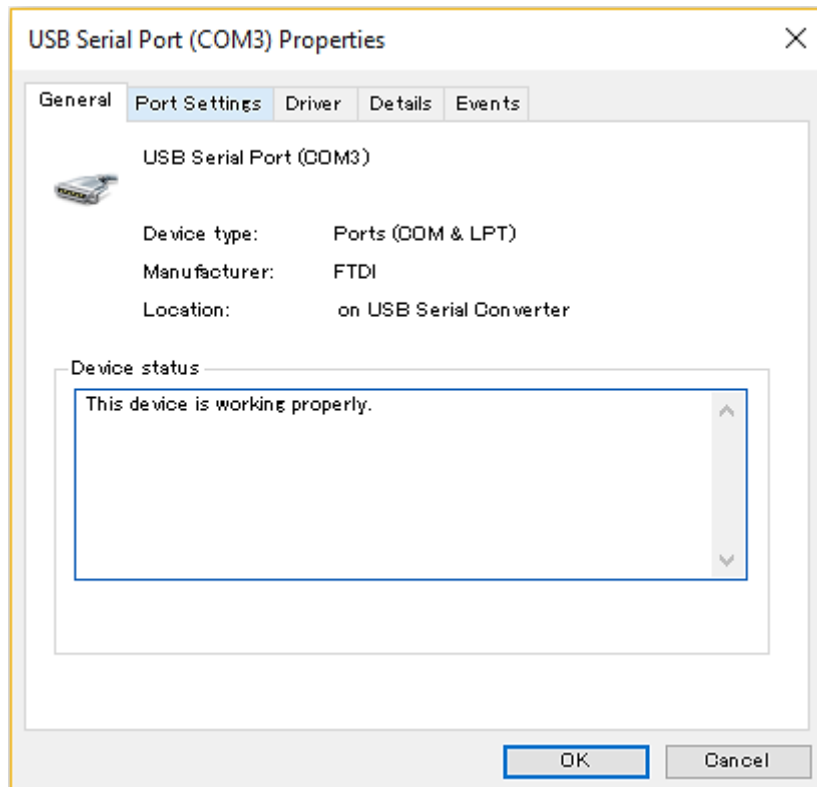 USB Serial Port (COM3) Properties
General Port Settings Driver Details Events
USB Serial Port (COM3)
Device type: Ports (COM & LPT)
Manufacturer: FTDI
Location: on USB Serial Converter
Device status
This device is working properly.
OK Cancel